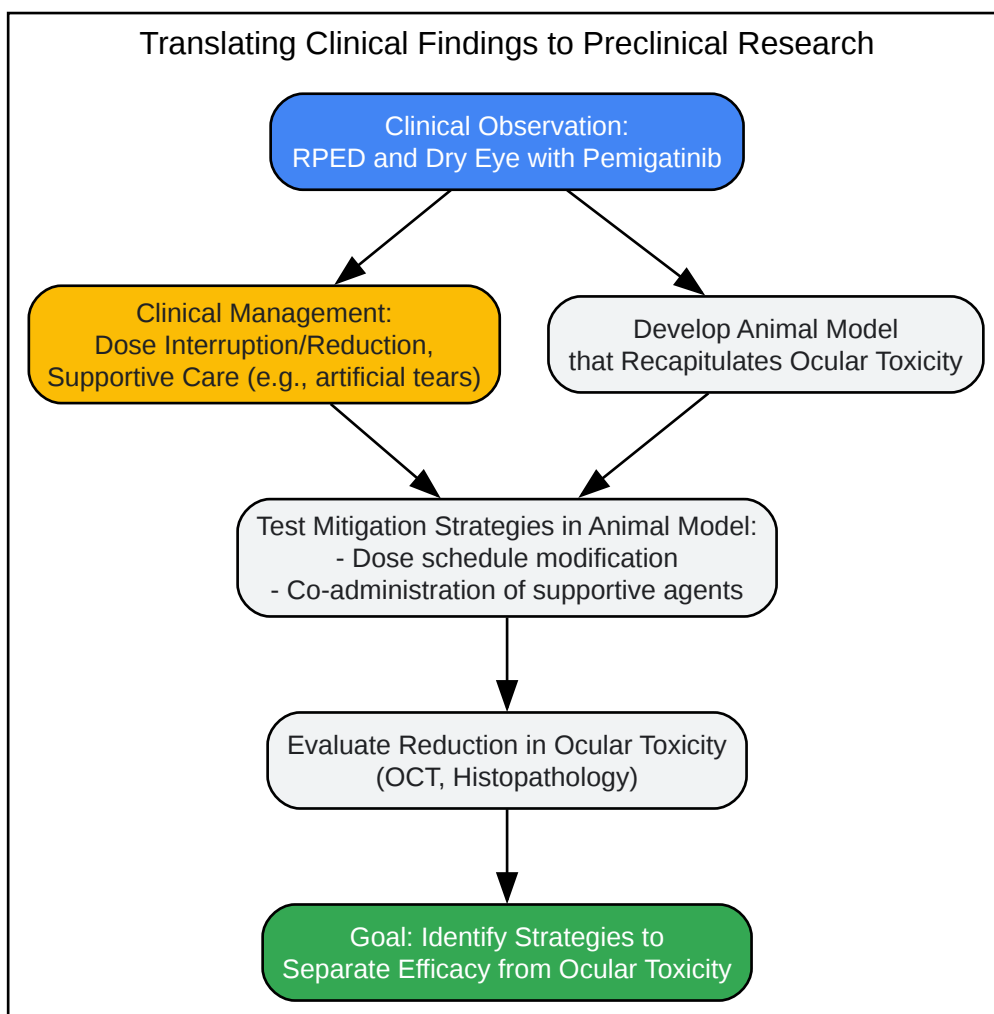 Translating Clinical Findings to Preclinical Research
Clinical Observation:
RPED and Dry Eye with Pemigatinib
Clinical Management:
Dose Interruption/Reduction,
Supportive Care (e.g., artificial tears)
Develop Animal Model
that Recapitulates Ocular Toxicity
Test Mitigation Strategies in Animal Model:
- Dose schedule modification
- Co-administration of supportive agents
Evaluate Reduction in Ocular Toxicity
(OCT, Histopathology)
Goal: Identify Strategies to
Separate Efficacy from Ocular Toxicity